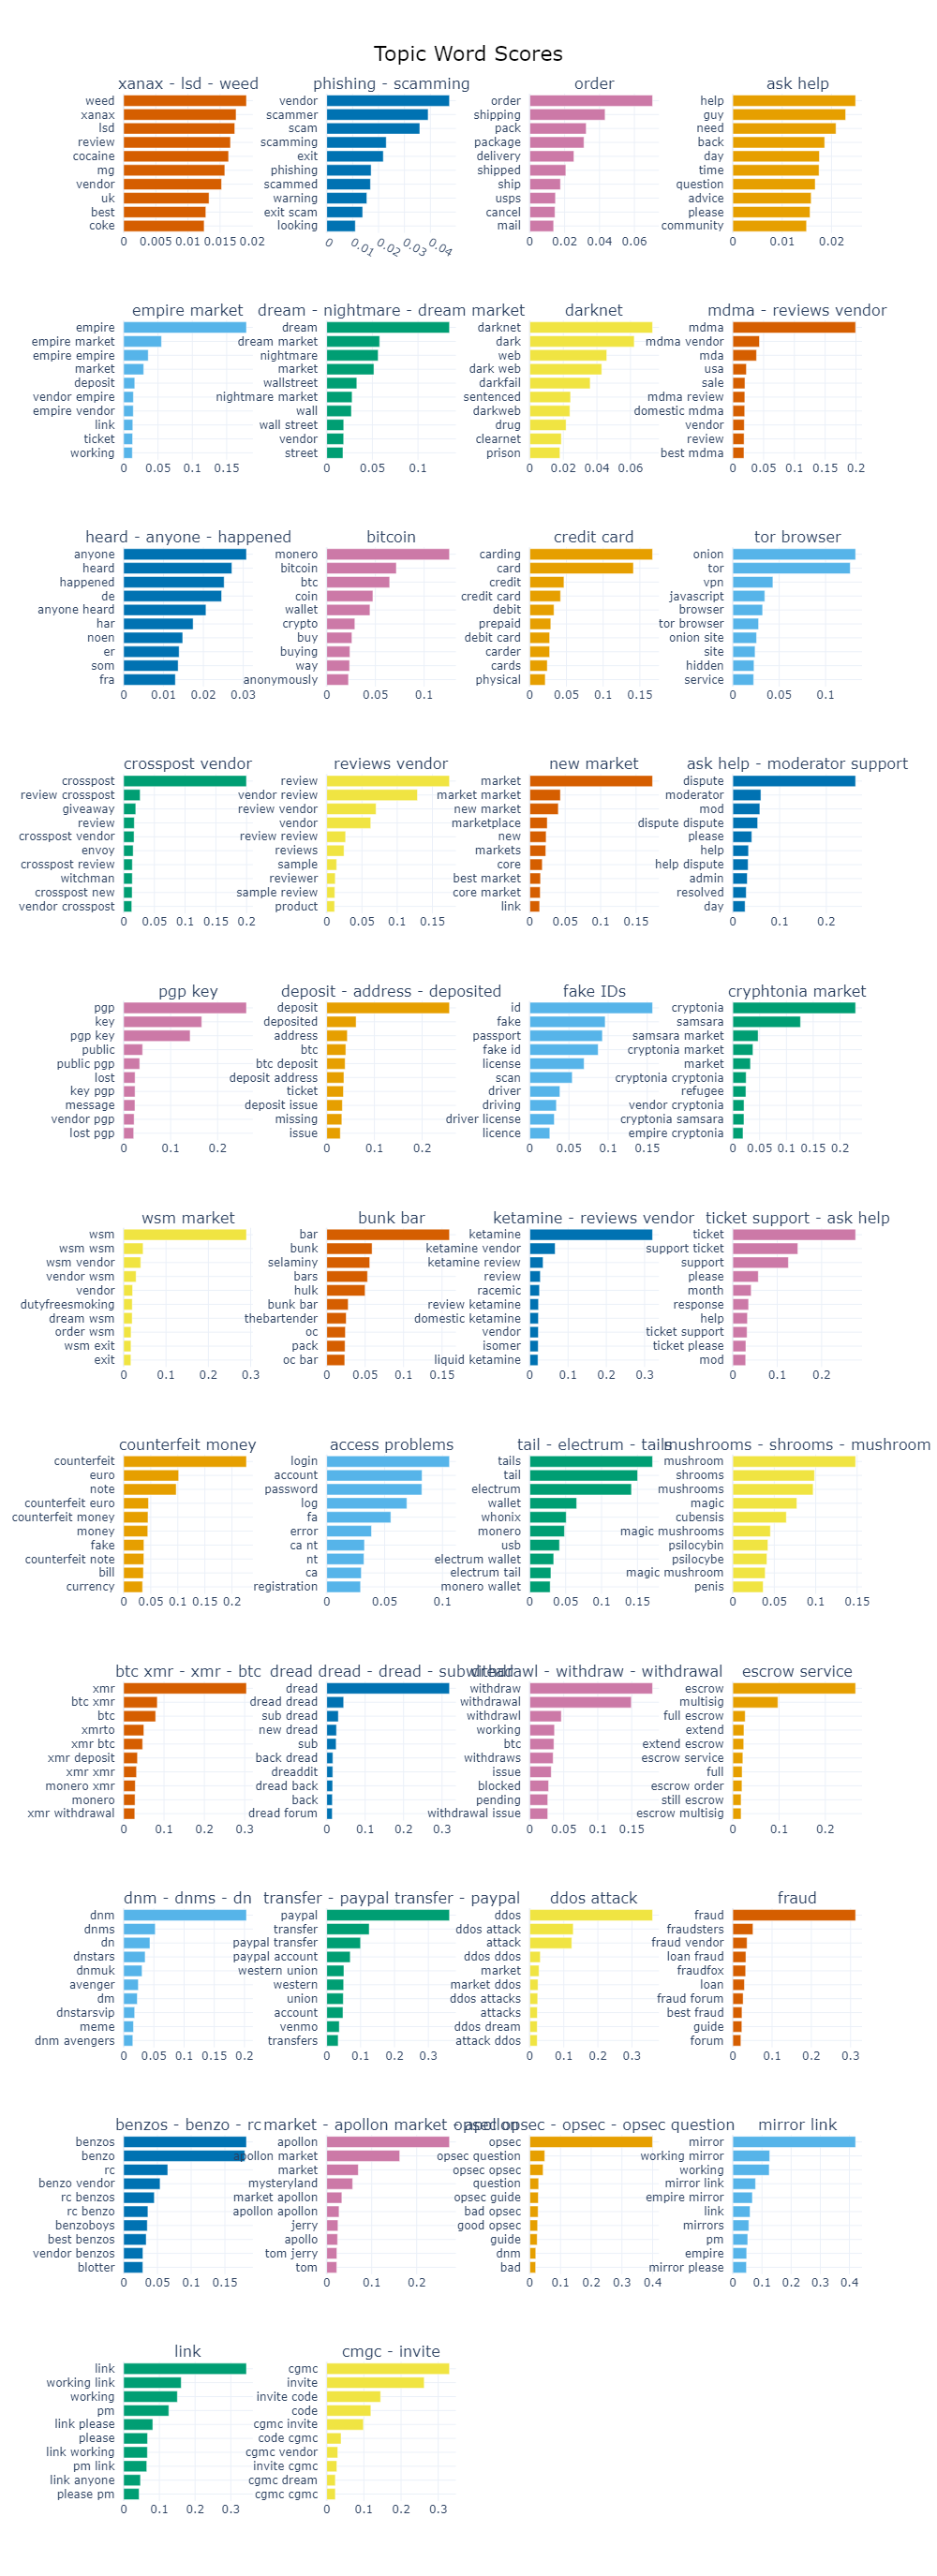 Topic Word Scores
xanax - lsd - weed
weed
xanax
lsd
review
cocaine
mg
vendor
uk
best
coke
0 0.005 0.01 0.015 0.02
phishing - scamming
vendor
scammer
scam
scamming
exit
phishing
scammed
warning
exit scam
looking
0 0.01 0.02 0.03 0.04
order
order
shipping
pack
package
delivery
shipped
ship
usps
cancel
mail
0 0.02 0.04 0.06
ask help
help
guy
need
back
day
time
question
advice
please
community
0 0.01 0.02
empire market
empire
empire market
empire empire
market
deposit
vendor empire
empire vendor
link
ticket
working
0 0.05 0.1 0.15
dream - nightmare - dream market
dream
dream market
nightmare
market
wallstreet
nightmare market
wall
wall street
vendor
street
0 0.05 0.1
darknet
darknet
dark
web
dark web
darkfail
sentenced
darkweb
drug
clearnet
prison
0 0.02 0.04 0.06
mdma - reviews vendor
mdma
mdma vendor
mda
usa
sale
mdma review
domestic mdma
vendor
review
best mdma
0 0.05 0.1 0.15 0.2
heard - anyone - happened
anyone
heard
happened
de
anyone heard
har
noen
er
som
fra
0 0.01 0.02 0.03
bitcoin
monero
bitcoin
btc
coin
wallet
crypto
buy
buying
way
anonymously
0 0.05 0.1
credit card
carding
card
credit
credit card
debit
prepaid
debit card
carder
cards
physical
0 0.05 0.1 0.15
tor browser
onion
tor
vpn
javascript
browser
tor browser
onion site
site
hidden
service
0 0.1
crosspost vendor
crosspost
review crosspost
giveaway
review
crosspost vendor
envoy
crosspost review
witchman
crosspost new
vendor crosspost
0 0.05 0.1 0.15 0.2
reviews vendor
review
vendor review
review vendor
vendor
review review
reviews
sample
reviewer
sample review
product
0 0.05 0.1 0.15
new market
market
market market
new market
marketplace
new
markets
core
best market
core market
link
0 0.05 0.1 0.15
ask help - moderator support
dispute
moderator
mod
dispute dispute
please
help
help dispute
admin
resolved
day
0 0.1 0.2
pgp key
pgp
key
pgp key
public
public pgp
lost
key pgp
message
vendor pgp
lost pgp
0 0.1 0.2
deposit - address - deposited
deposit
deposited
address
btc
btc deposit
deposit address
ticket
deposit issue
missing
issue
0 0.1 0.2
fake IDs
id
fake
passport
fake id
license
scan
driver
driving
driver license
licence
0 0.05 0.1 0.15
cryphtonia market
cryptonia
samsara
samsara market
cryptonia market
market
cryptonia cryptonia
refugee
vendor cryptonia
cryptonia samsara
empire cryptonia
0 0.05 0.1 0.15 0.2
wsm market
wsm
wsm wsm
wsm vendor
vendor wsm
vendor
dutyfreesmoking
dream wsm
order wsm
wsm exit
exit
0 0.1 0.2 0.3
bunk bar
bar
bunk
selaminy
bars
hulk
bunk bar
thebartender
oc
pack
oc bar
0 0.05 0.1 0.15
ketamine - reviews vendor
ketamine
ketamine vendor
ketamine review
review
racemic
review ketamine
domestic ketamine
vendor
isomer
liquid ketamine
0 0.1 0.2 0.3
ticket support - ask help
ticket
support ticket
support
please
month
response
help
ticket support
ticket please
mod
0 0.1 0.2
counterfeit money
counterfeit
euro
note
counterfeit euro
counterfeit money
money
fake
counterfeit note
bill
currency
0 0.05 0.1 0.15 0.2
access problems
login
account
password
log
fa
error
ca nt
nt
ca
registration
0 0.05 0.1
tail - electrum - tails
tails
tail
electrum
wallet
whonix
monero
usb
electrum wallet
electrum tail
monero wallet
0 0.05 0.1 0.15
mushrooms - shrooms - mushroom
mushroom
shrooms
mushrooms
magic
cubensis
magic mushrooms
psilocybin
psilocybe
magic mushroom
penis
0 0.05 0.1 0.15
btc xmr - xmr - btc
xmr
btc xmr
btc
xmrto
xmr btc
xmr deposit
xmr xmr
monero xmr
monero
xmr withdrawal
0 0.1 0.2 0.3
dread dread - dread - sub dread
dread
dread dread
sub dread
new dread
sub
back dread
dreaddit
dread back
back
dread forum
0 0.1 0.2 0.3
withdrawl - withdraw - withdrawal
withdraw
withdrawal
withdrawl
working
btc
withdraws
issue
blocked
pending
withdrawal issue
0 0.05 0.1 0.15
escrow service
escrow
multisig
full escrow
extend
extend escrow
escrow service
full
escrow order
still escrow
escrow multisig
0 0.1 0.2
dnm - dnms - dn
dnm
dnms
dn
dnstars
dnmuk
avenger
dm
dnstarsvip
meme
dnm avengers
0 0.05 0.1 0.15 0.2
transfer - paypal transfer - paypal
paypal
transfer
paypal transfer
paypal account
western union
western
union
account
venmo
transfers
0 0.1 0.2 0.3
ddos attack
ddos
ddos attack
attack
ddos ddos
market
market ddos
ddos attacks
attacks
ddos dream
attack ddos
0 0.1 0.2 0.3
fraud
fraud
fraudsters
fraud vendor
loan fraud
fraudfox
loan
fraud forum
best fraud
guide
forum
0 0.1 0.2 0.3
benzos - benzo - rc
benzos
benzo
rc
benzo vendor
rc benzos
rc benzo
benzoboys
best benzos
vendor benzos
blotter
0 0.05 0.1 0.15
market - apollon market - apollon
apollon
apollon market
market
mysteryland
market apollon
apollon apollon
jerry
apollo
tom jerry
tom
0 0.1 0.2
opsec opsec - opsec - opsec question
opsec
opsec question
opsec opsec
question
opsec guide
bad opsec
good opsec
guide
dnm
bad
0 0.1 0.2 0.3 0.4
mirror link
mirror
working mirror
working
mirror link
empire mirror
link
mirrors
pm
empire
mirror please
0 0.1 0.2 0.3 0.4
link
link
working link
working
pm
link please
please
link working
pm link
link anyone
please pm
0 0.1 0.2 0.3
cmgc - invite
cgmc
invite
invite code
code
cgmc invite
code cgmc
cgmc vendor
invite cgmc
cgmc dream
cgmc cgmc
0 0.1 0.2 0.3